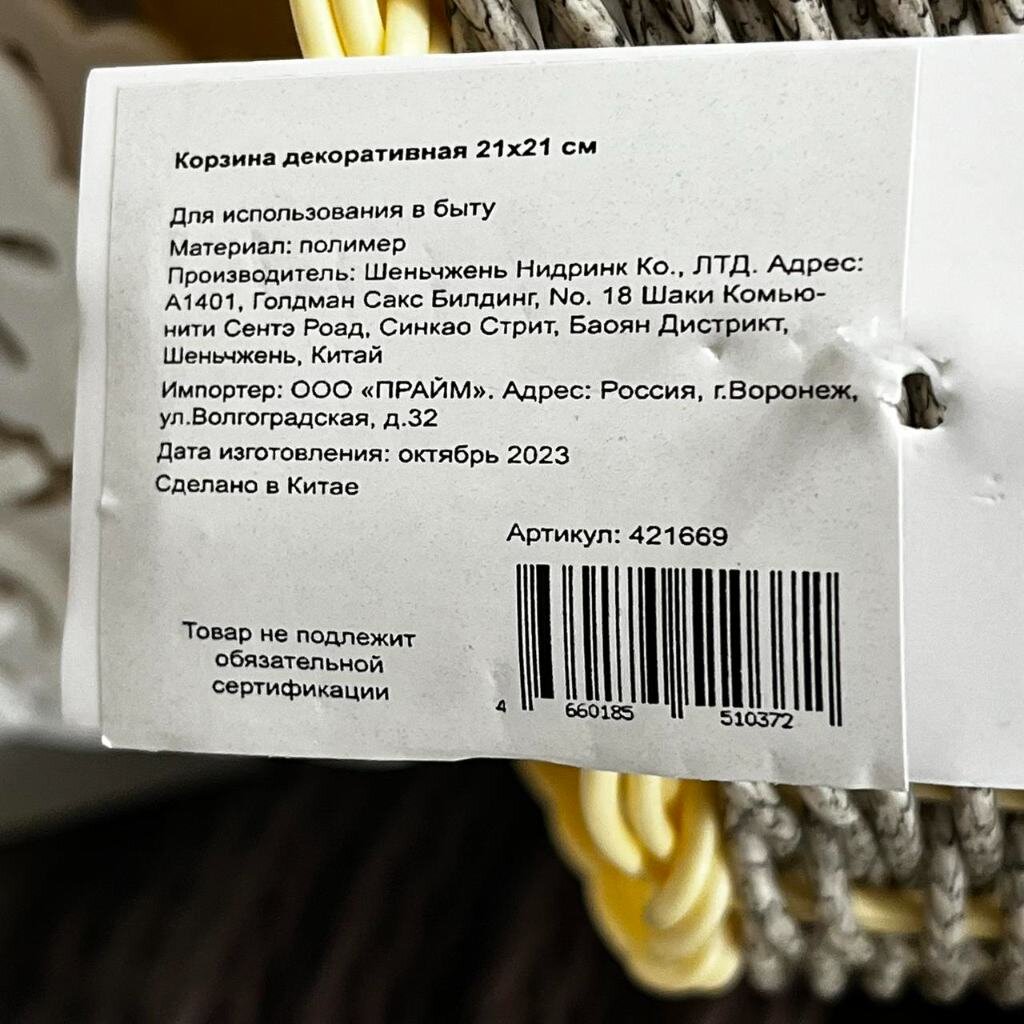 Корзина декоративная 21х21 см
Для использования в быту
Материал: полимер
Производитель: Шеньчжень Нидринк Ко., ЛТД. Адрес:
А1401, Голдман Сакс Билдинг, No. 18 Шаки Комью-
нити Сентэ Роад, Синкао Стрит, Баоян Дистрикт,
Шеньчжень, Китай
Импортер: ООО «ПРАЙМ». Адрес: Россия, г.Воронеж,
ул.Волгоградская, д.32
Дата изготовления: октябрь 2023
Сделано в Китае
Артикул: 421669
Товар не подлежит
обязательной
сертификации
4 660185 510372